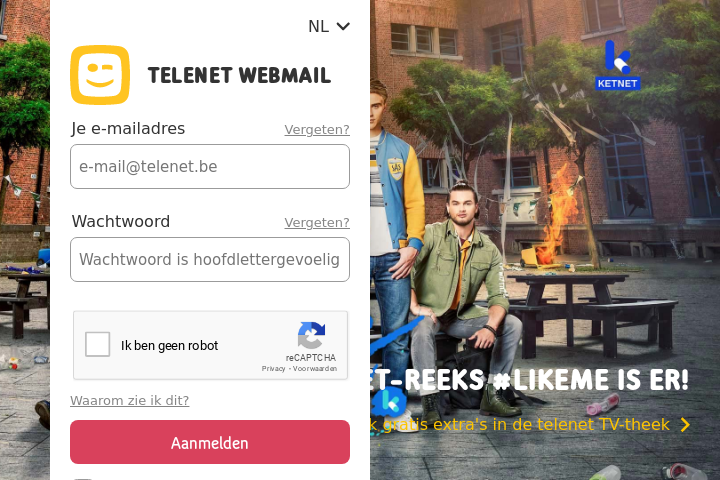 NL
TELENET WEBMAIL
Je e-mailadres Vergeten?
e-mail@telenet.be
Wachtwoord Vergeten?
Wachtwoord is hoofdlettergevoelig
Ik ben geen robot
reCAPTCHA
Privacy - Voorwaarden
Waarom zie ik dit?
Aanmelden
KETNET
ET-REEKS #LIKEME IS ER!
k gratis extra's in de telenet TV-theek